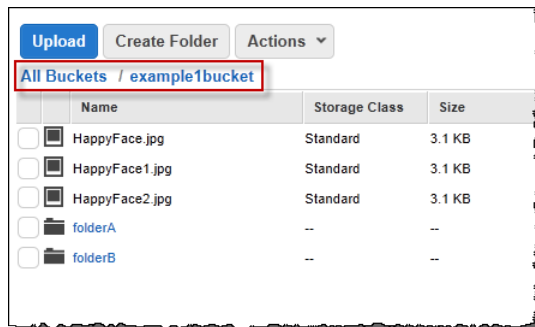 Upload Create Folder Actions
All Buckets / example1bucket
Name Storage Class Size
HappyFace.jpg Standard 3.1 KB
HappyFace1.jpg Standard 3.1 KB
HappyFace2.jpg Standard 3.1 KB
folderA -- --
folderB -- --